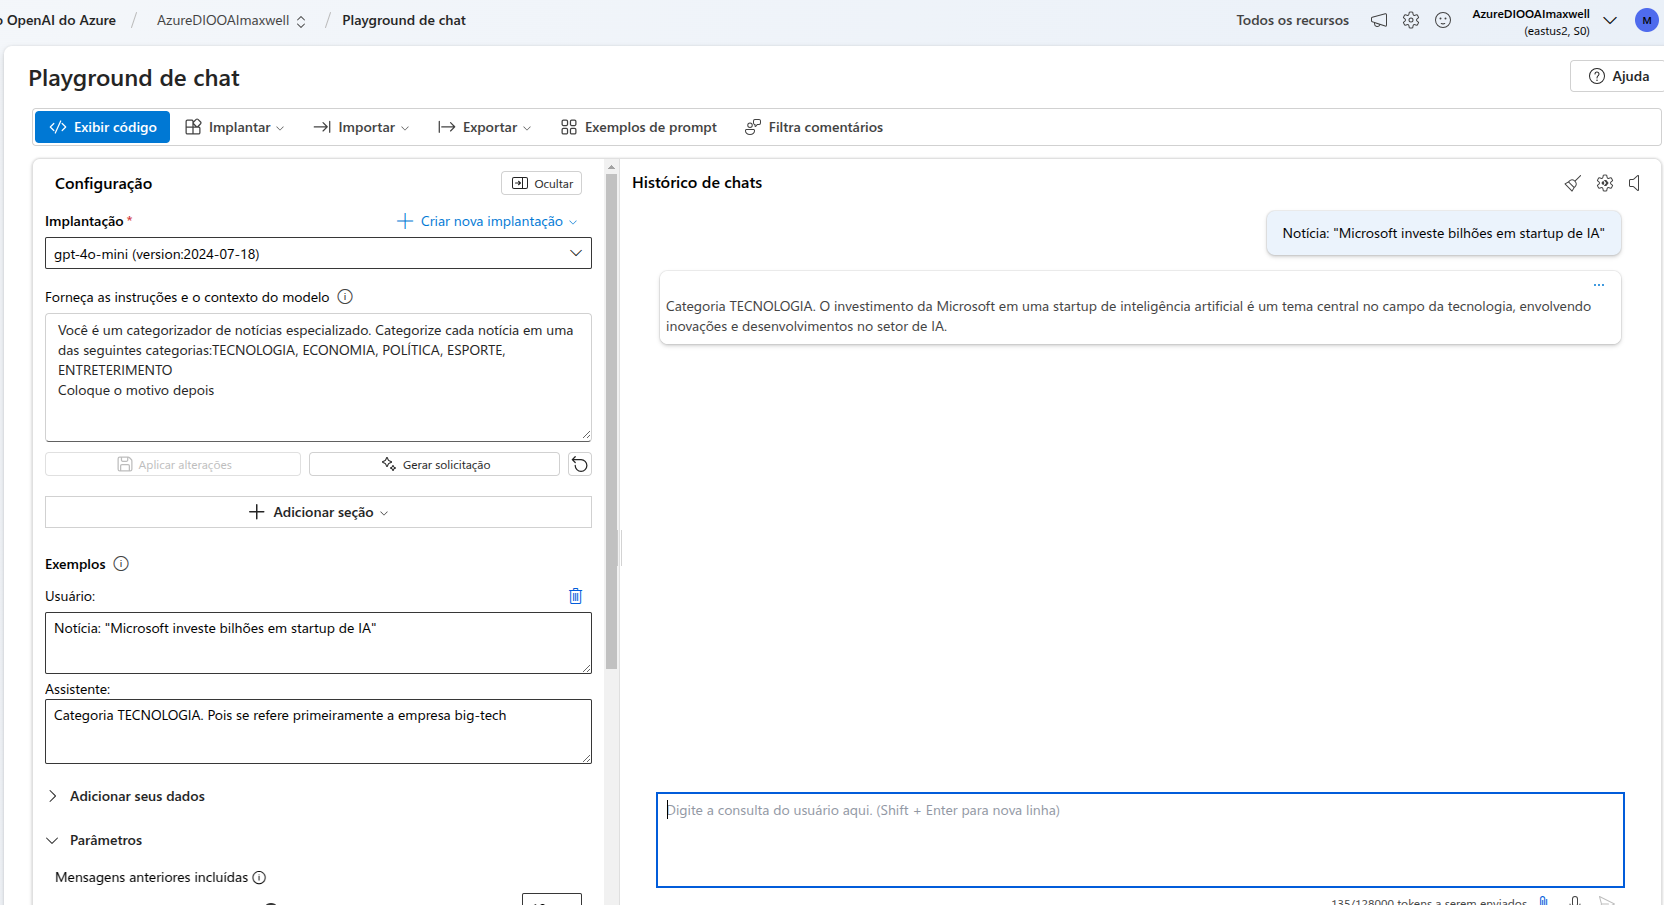 OpenAI do Azure / AzureDIOOAImaxwell / Playground de chat
Todos os recursos
AzureDIOOAImaxwell
(eastus2, S0)
M
Playground de chat
Ajuda
Exibir código
Implantar
Importar
Exportar
Exemplos de prompt
Filtra comentários
Configuração
Ocultar
Implantação *
Criar nova implantação
gpt-4o-mini (version:2024-07-18)
Forneça as instruções e o contexto do modelo
Você é um categorizador de notícias especializado. Categorize cada notícia em uma
das seguintes categorias:TECNOLOGIA, ECONOMIA, POLÍTICA, ESPORTE,
ENTRETERIMENTO
Coloque o motivo depois
Aplicar alterações
Gerar solicitação
Adicionar seção
Exemplos
Usuário:
Notícia: "Microsoft investe bilhões em startup de IA"
Assistente:
Categoria TECNOLOGIA. Pois se refere primeiramente a empresa big-tech
Adicionar seus dados
Parâmetros
Mensagens anteriores incluídas
Histórico de chats
Notícia: "Microsoft investe bilhões em startup de IA"
Categoria TECNOLOGIA. O investimento da Microsoft em uma startup de inteligência artificial é um tema central no campo da tecnologia, envolvendo
inovações e desenvolvimentos no setor de IA.
Digite a consulta do usuário aqui. (Shift + Enter para nova linha)
135/128000 tokens a serem enviados